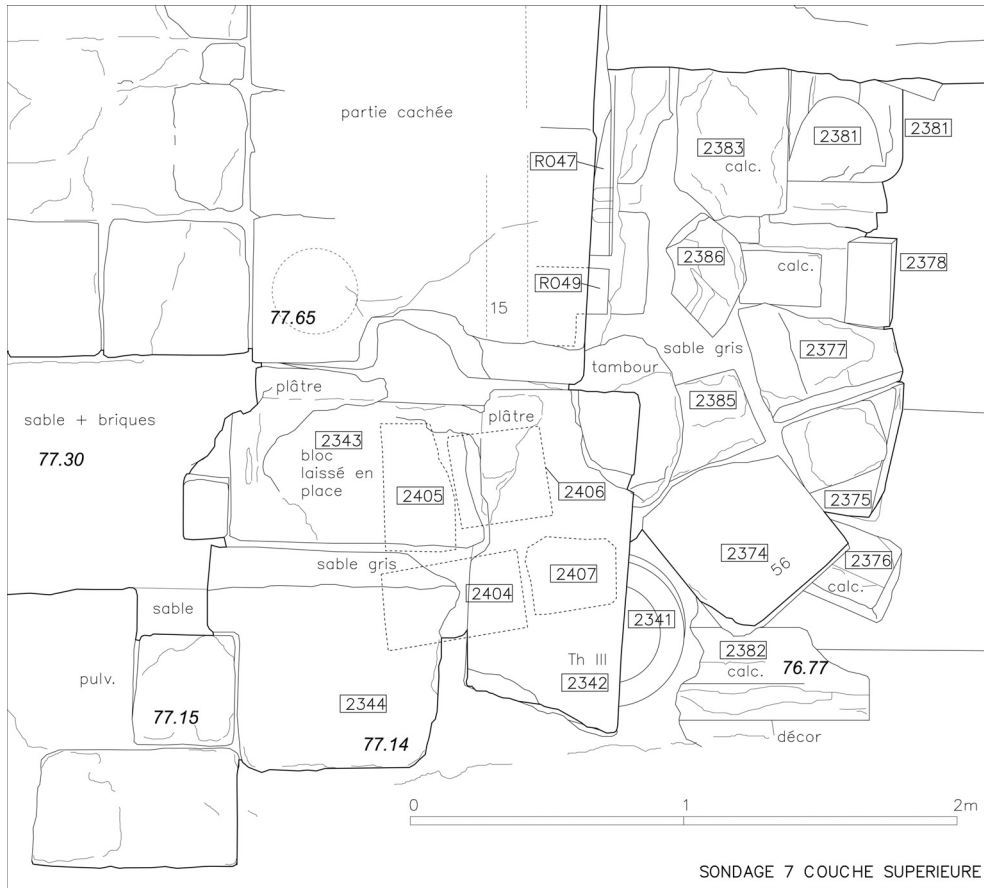 partie cachée
2383
calc.
2381
2381
R047
2386
calc.
2378
R049
15
77.65
sable gris
2377
tambour
plâtre
2385
plâtre
sable + briques
77.30
2343
bloc
laissé en
place
2405
2406
2375
2374
56
2376
calc.
sable gris
2404
2407
sable
2341
2382
calc.
76.77
Th III
2342
pulv.
77.15
2344
77.14
décor
0
1
2m
SONDAGE 7 COUCHE SUPERIEURE